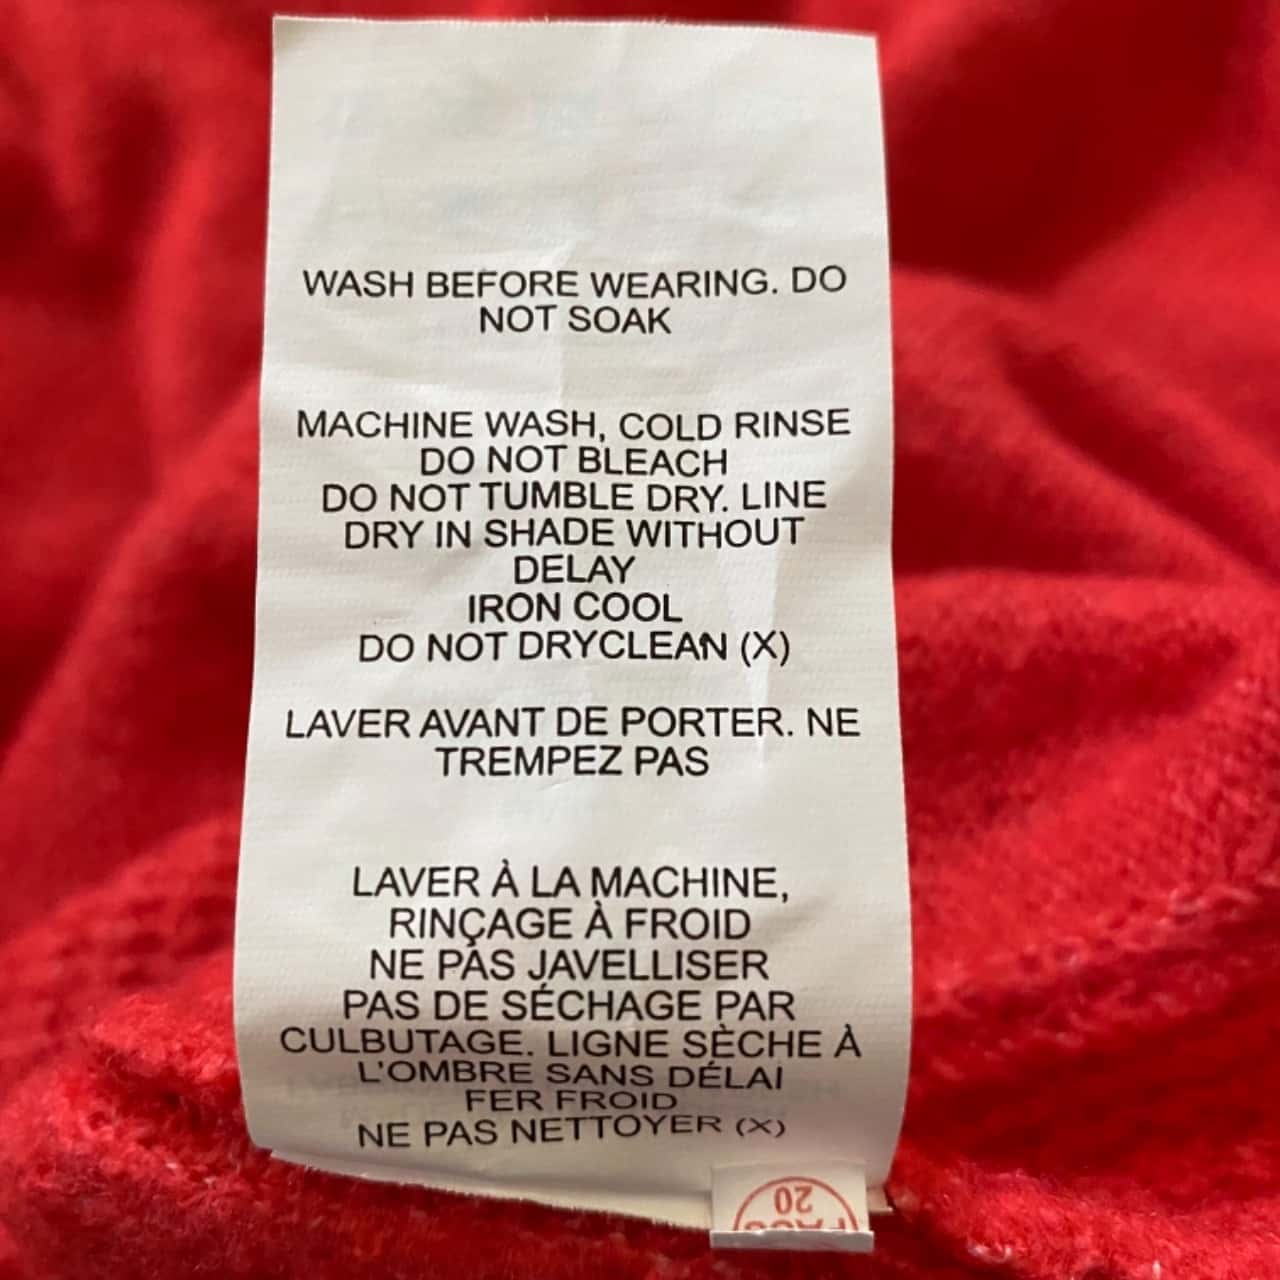 WASH BEFORE WEARING. DO
NOT SOAK
MACHINE WASH, COLD RINSE
DO NOT BLEACH
DO NOT TUMBLE DRY. LINE
DRY IN SHADE WITHOUT
DELAY
IRON COOL
DO NOT DRYCLEAN (X)
LAVER AVANT DE PORTER. NE
TREMPEZ PAS
LAVER À LA MACHINE,
RINÇAGE À FROID
NE PAS JAVELLISER
PAS DE SÉCHAGE PAR
CULBUTAGE. LIGNE SÈCHE À
L'OMBRE SANS DÉLAI
FER FROID
NE PAS NETTOYER (X)
20